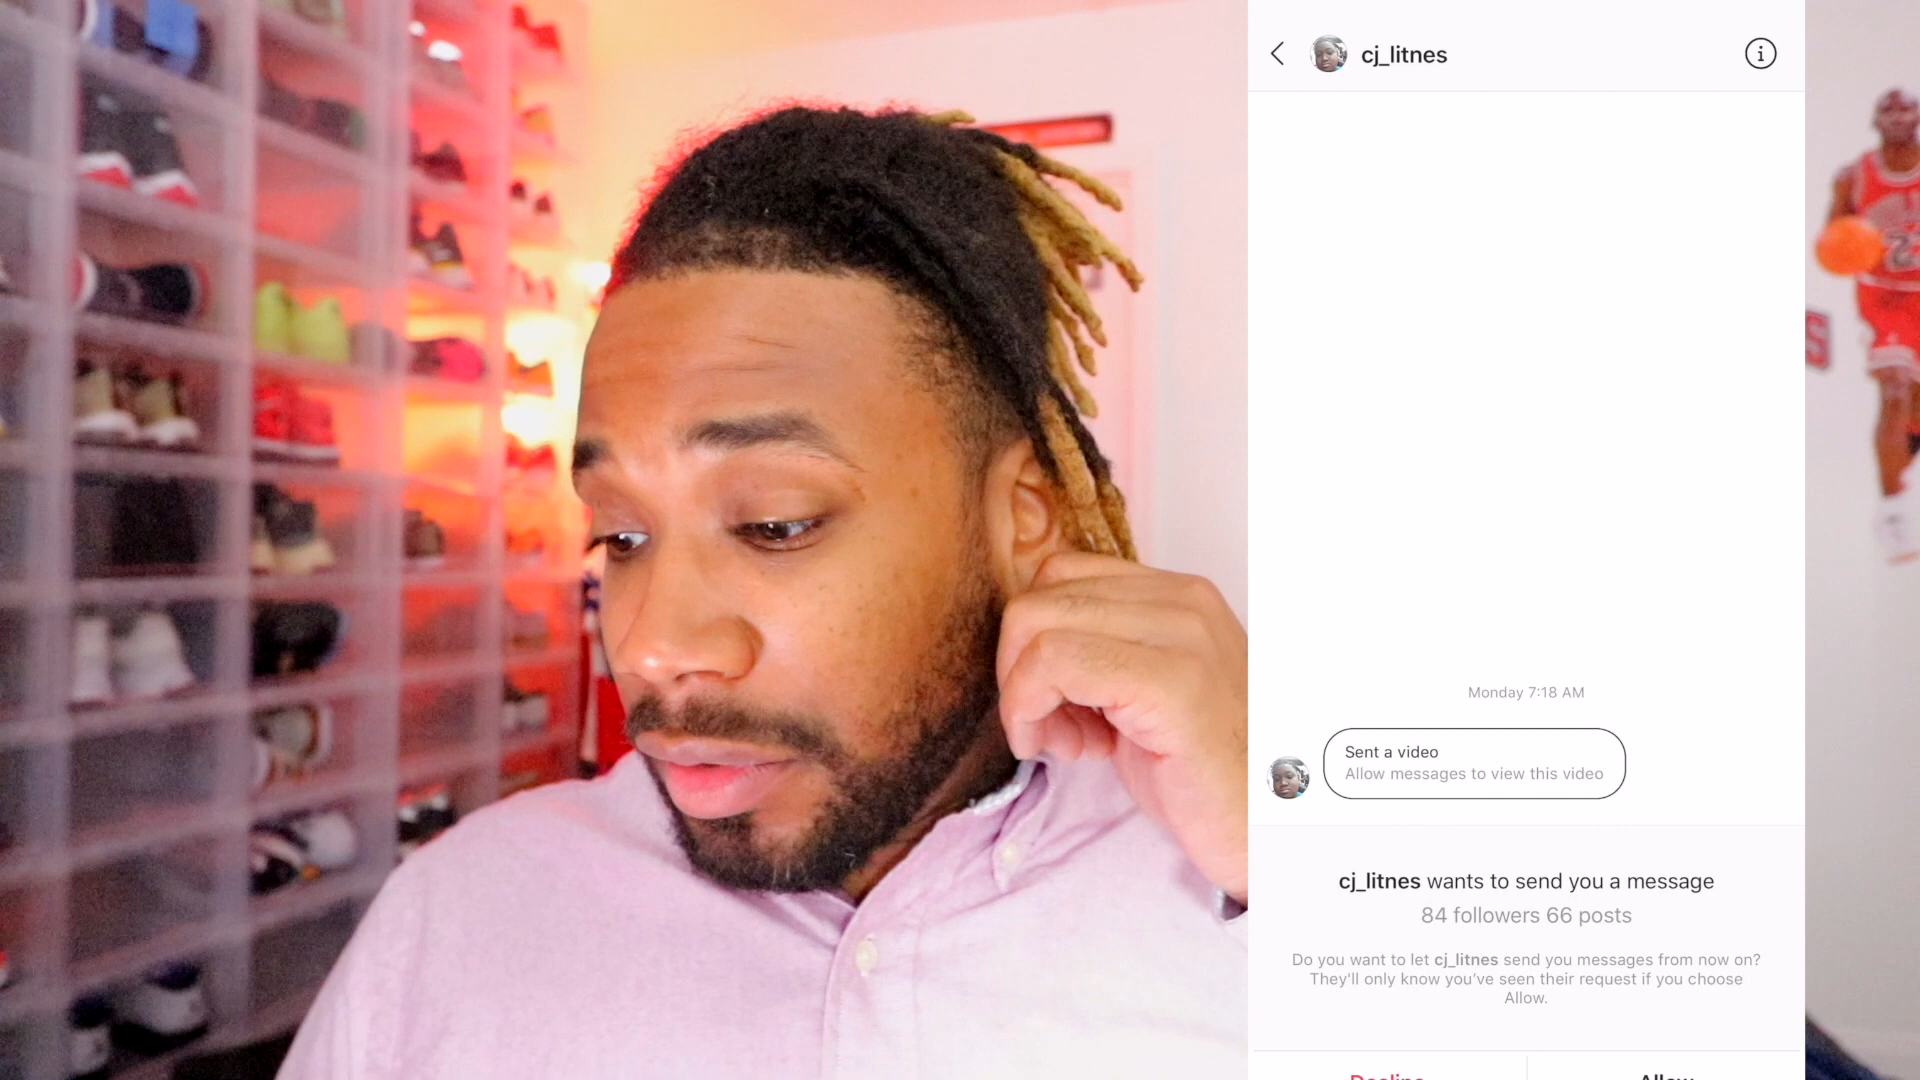 cj_litnes
Monday 7:18 AM
Sent a video
Allow messages to view this video
cj_litnes wants to send you a message
84 followers 66 posts
Do you want to let cj_litnes send you messages from now on?
They'll only know you've seen their request if you choose
Allow.
Decline
Allow